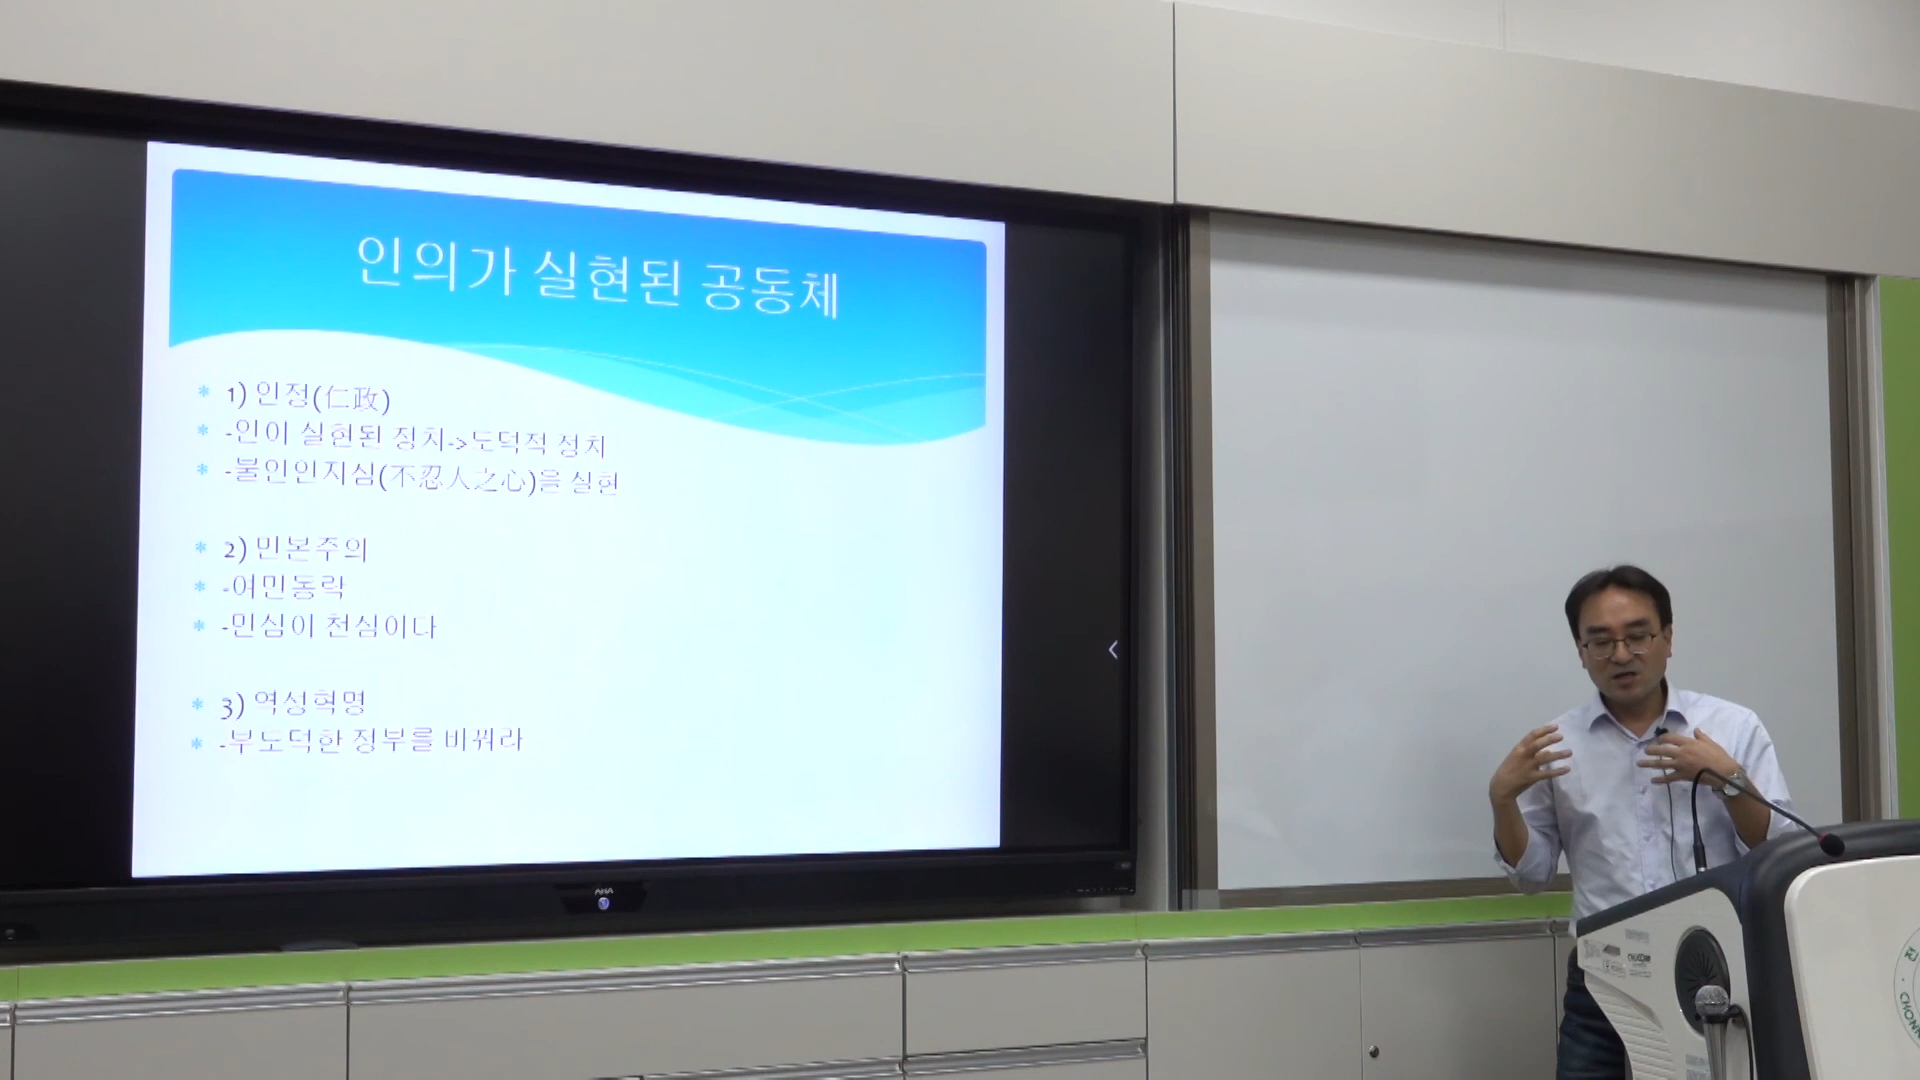 인의가 실현된 공동체
* 1) 인정(仁政)
* -인이 실현된 정치->도덕적 정치
* -불인인지심(不忍人之心)을 실현
* 2) 민본주의
* -여민동락
* -민심이 천심이다
* 3) 역성혁명
* -부도덕한 정부를 바꿔라
AHA
CHONN